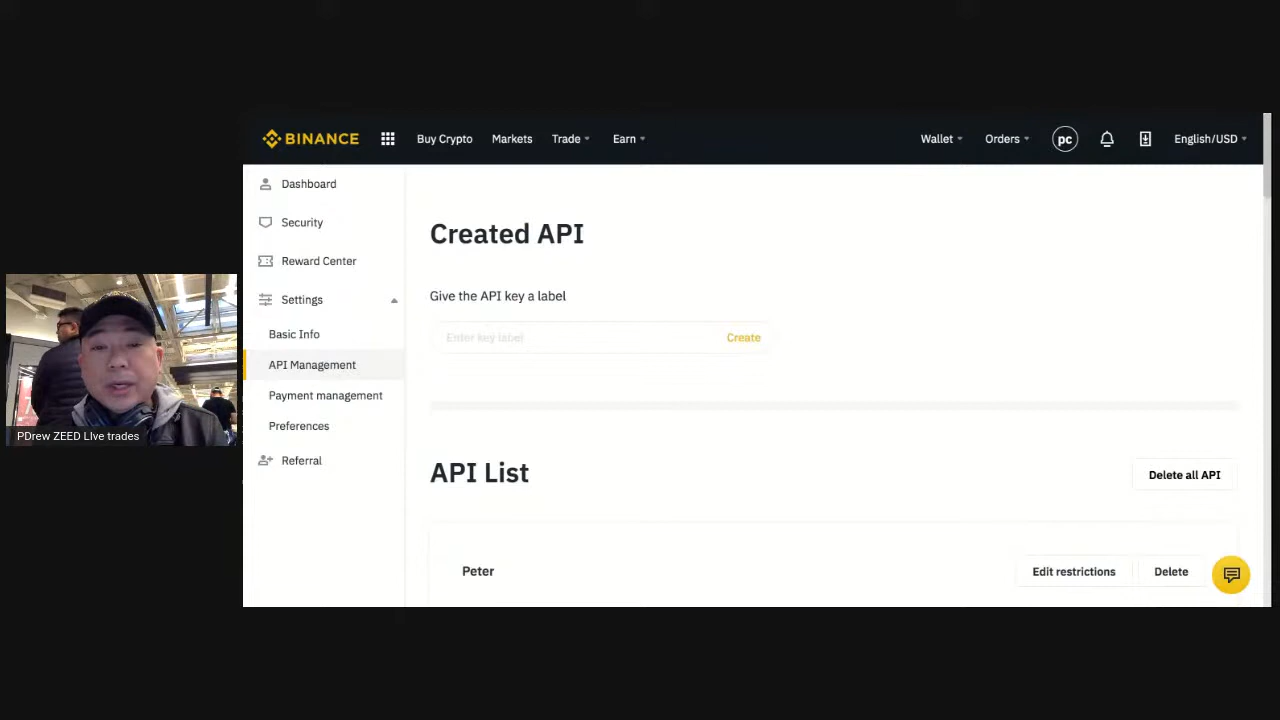 BINANCE
Buy Crypto
Markets
Trade
Earn
Wallet
Orders
pc
English/USD
Dashboard
Security
Reward Center
Settings
Basic Info
API Management
Payment management
Preferences
Referral
Created API
Give the API key a label
Enter key label
Create
API List
Delete all API
Peter
Edit restrictions
Delete
PDrew ZEED LIve trades